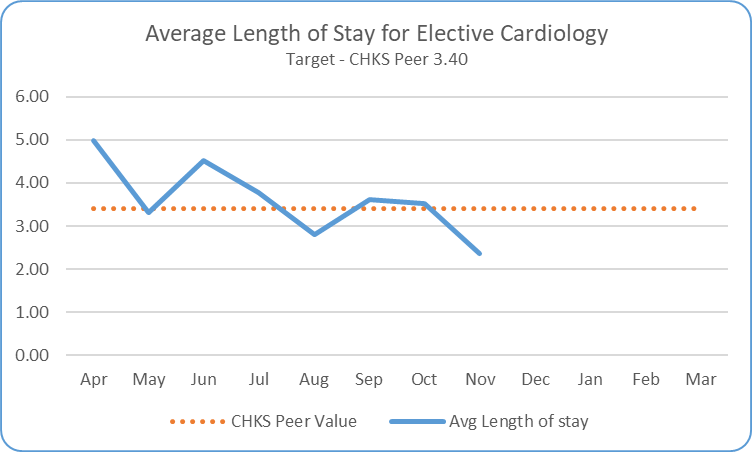 Average Length of Stay for Elective Cardiology
Target - CHKS Peer 3.40
6.00
5.00
4.00
3.00
2.00
1.00
0.00
Apr May Jun Jul Aug Sep Oct Nov Dec Jan Feb Mar
CHKS Peer Value Avg Length of stay